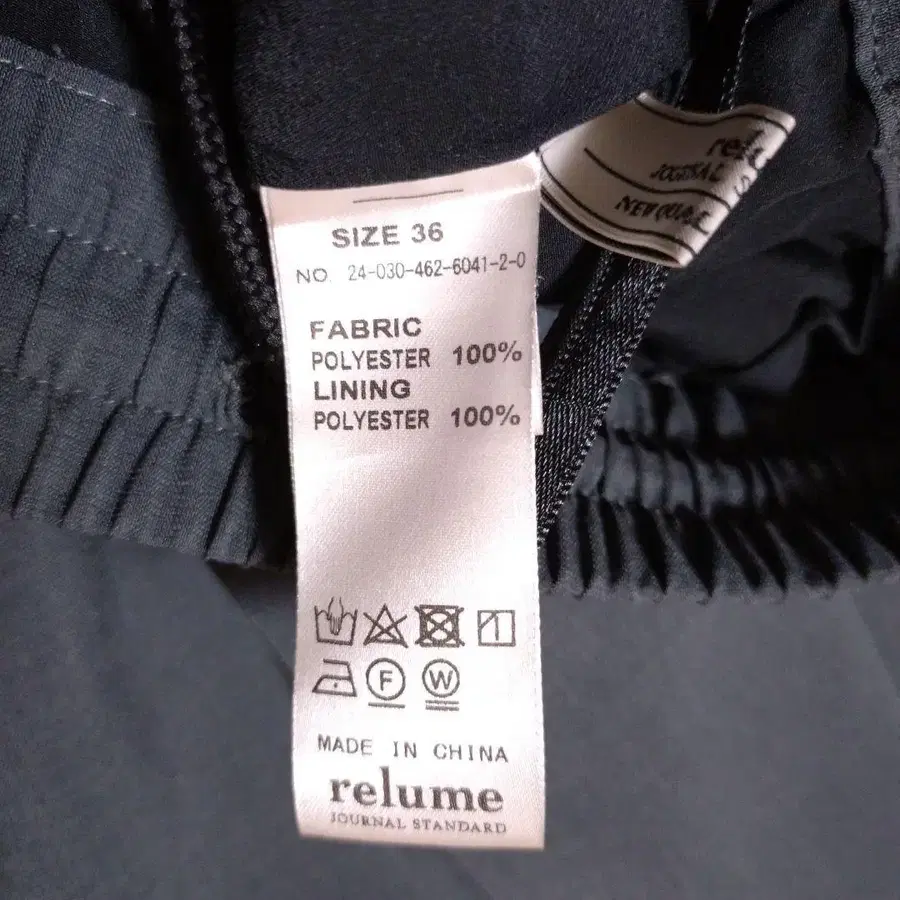 SIZE 36
NO. 24-030-462-6041-2-0
FABRIC
POLYESTER 100%
LINING
POLYESTER 100%
F
W
MADE IN CHINA
relume
JOURNAL STANDARD